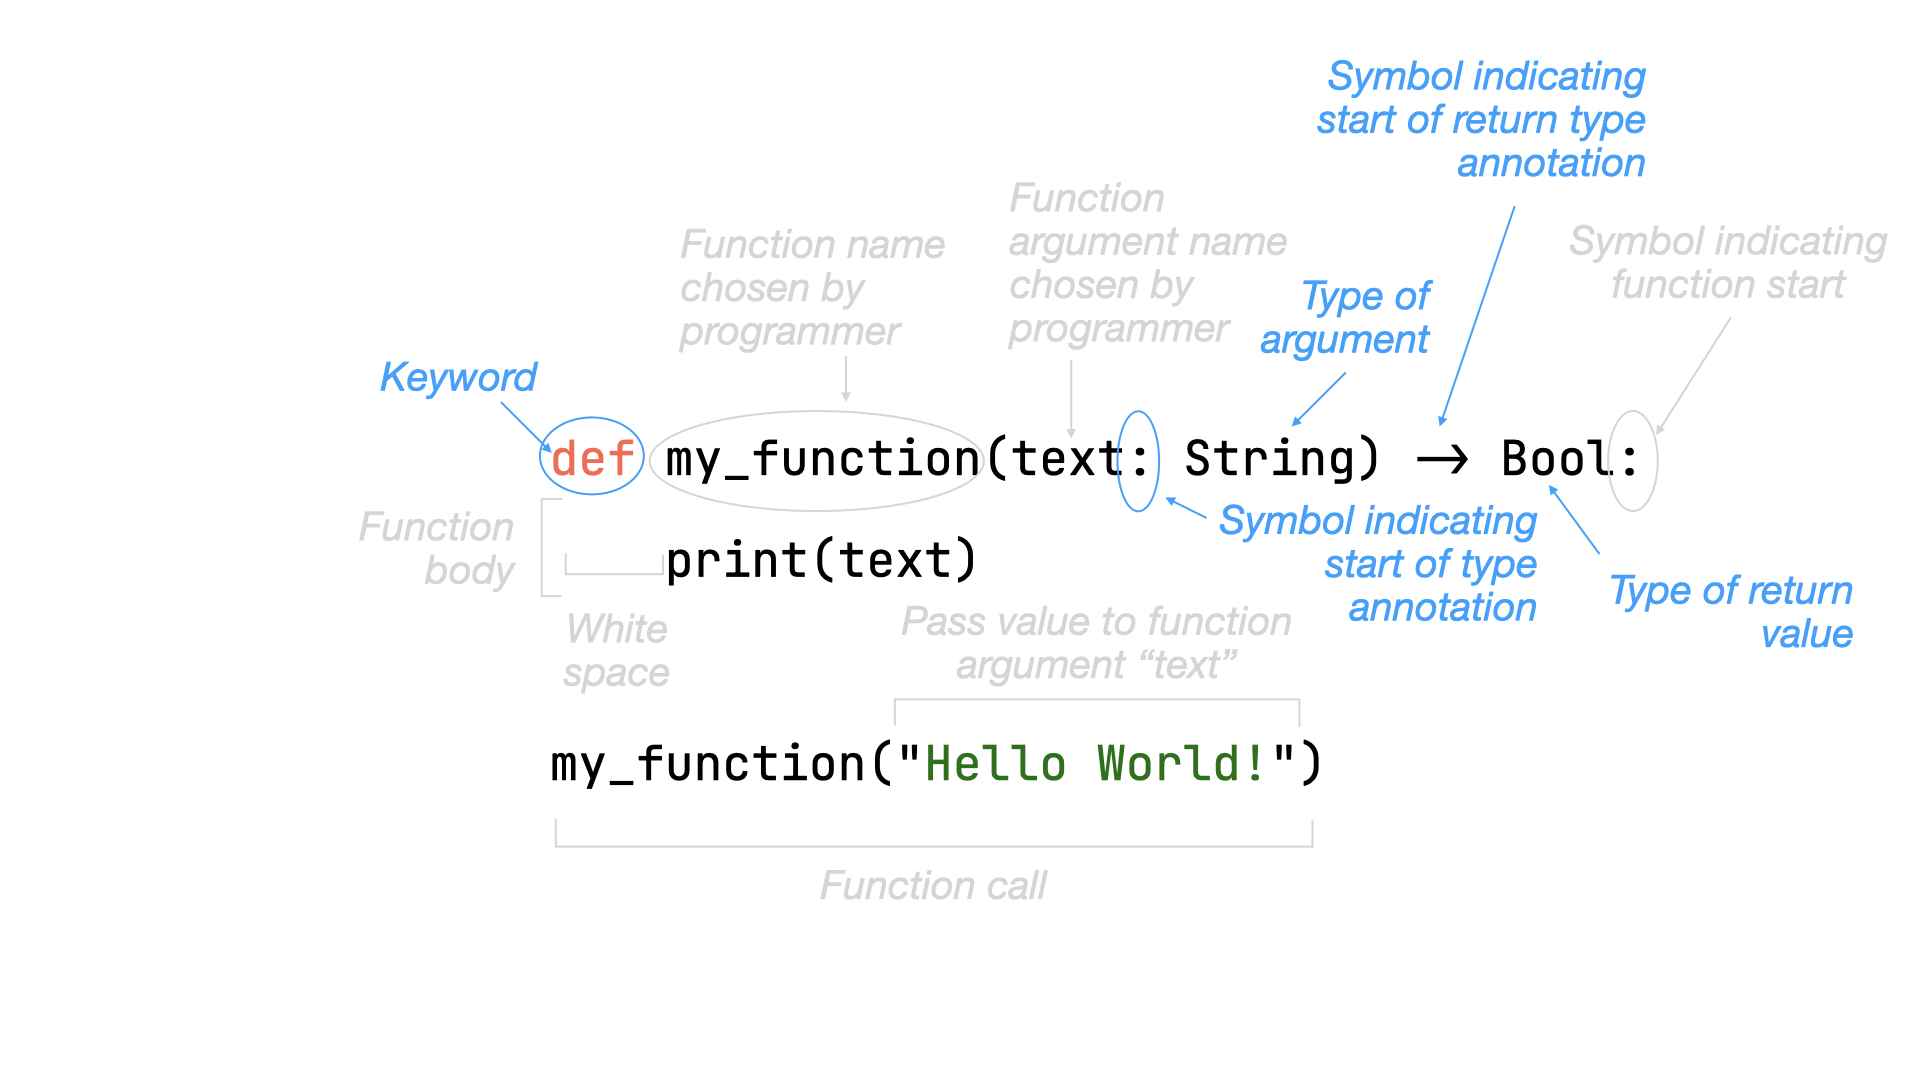 Symbol indicating
start of return type
annotation
Function
argument name
chosen by
programmer
Function name
chosen by
programmer
Symbol indicating
function start
Type of
argument
Keyword
def my_function(text: String) -> Bool:
Function
body
print(text)
Symbol indicating
start of type
annotation
Type of return
value
White
space
Pass value to function
argument “text”
my_function("Hello World!")
Function call